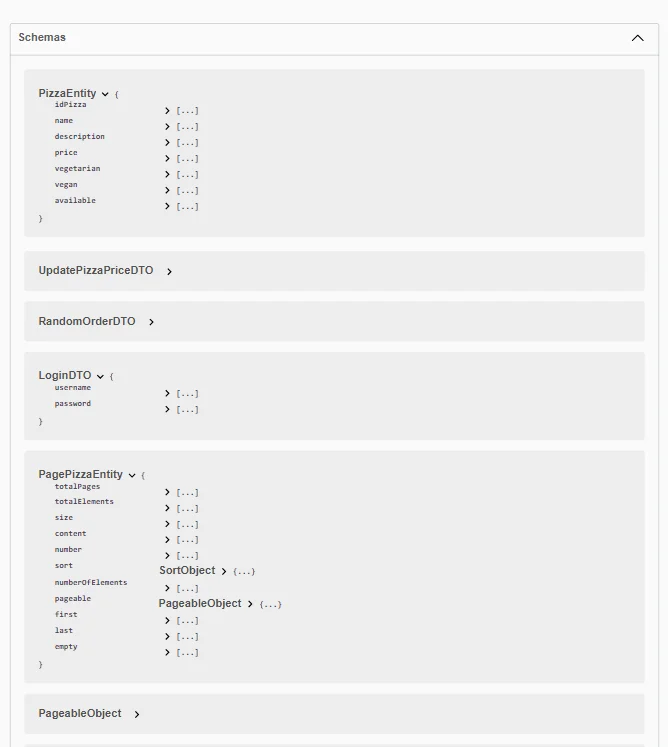 Schemas
PizzaEntity {
idPizza [...]
name [...]
description [...]
price [...]
vegetarian [...]
vegan [...]
available [...]
}
UpdatePizzaPriceDTO
RandomOrderDTO
LoginDTO {
username [...]
password [...]
}
PagePizzaEntity {
totalPages [...]
totalElements [...]
size [...]
content [...]
number [...]
sort SortObject {...}
numberOfElements [...]
pageable PageableObject {...}
first [...]
last [...]
empty [...]
}
PageableObject